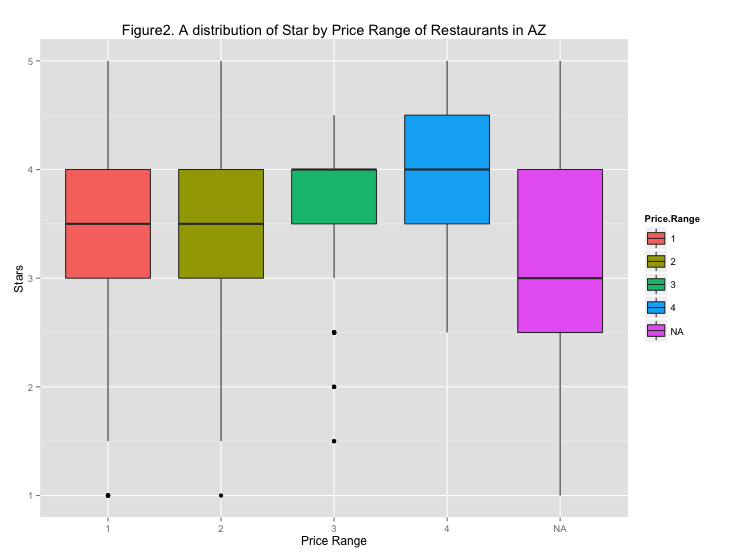 Figure2. A distribution of Star by Price Range of Restaurants in AZ
Stars
5
4
3
2
1
1 2 3 4 NA
Price Range
Price.Range
1
2
3
4
NA